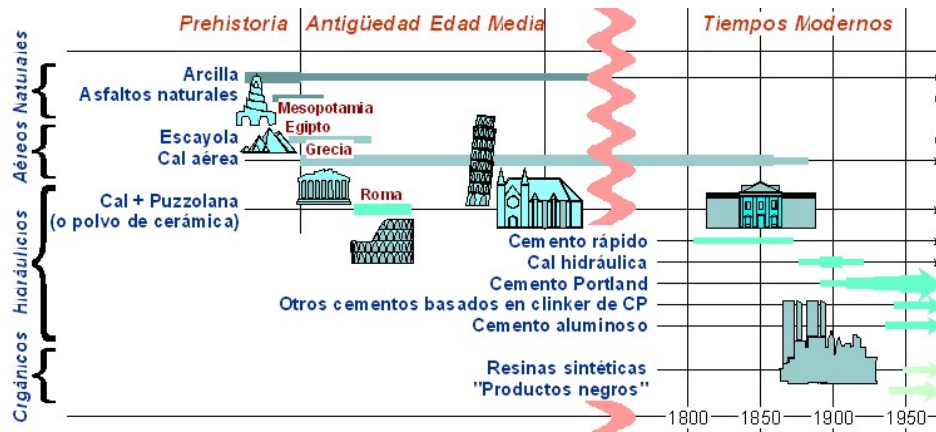 Prehistoria Antigüedad Edad Media Tiempos Modernos
Naturales
Arcilla
Asfaltos naturales
Mesopotamia
Aéreos
Egipto
Escayola
Grecia
Cal aérea
Hidráulicios
Roma
Cal + Puzzolana
(o polvo de cerámica)
Cemento rápido
Cal hidráulica
Cemento Portland
Otros cementos basados en clinker de CP
Cemento aluminoso
Crgánicos
Resinas sintéticas
"Productos negros"
1800 1850 1900 1950